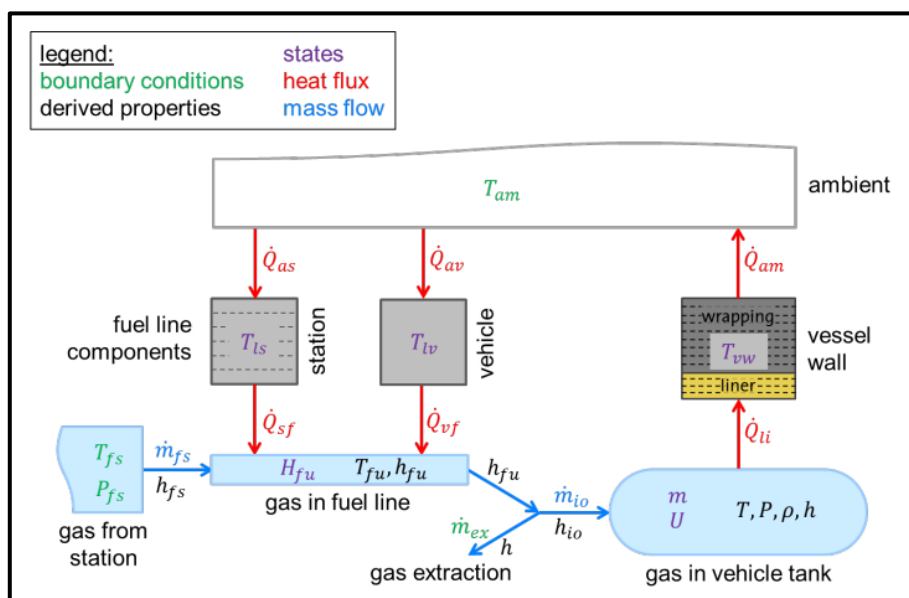 legend:
states
boundary conditions
heat flux
derived properties
mass flow
T_am
ambient
Q̇_as
Q̇_av
Q̇_am
fuel line
components
T_ls
station
T_lv
vehicle
wrapping
T_vw
liner
vessel
wall
Q̇_sf
Q̇_vf
Q̇_li
T_fs
P_fs
ṁ_fs
h_fs
H_fu
T_fu, h_fu
h_fu
gas in fuel line
ṁ_io
h_io
ṁ_ex
h
m
U
T, P, ρ, h
gas from
station
gas extraction
gas in vehicle tank